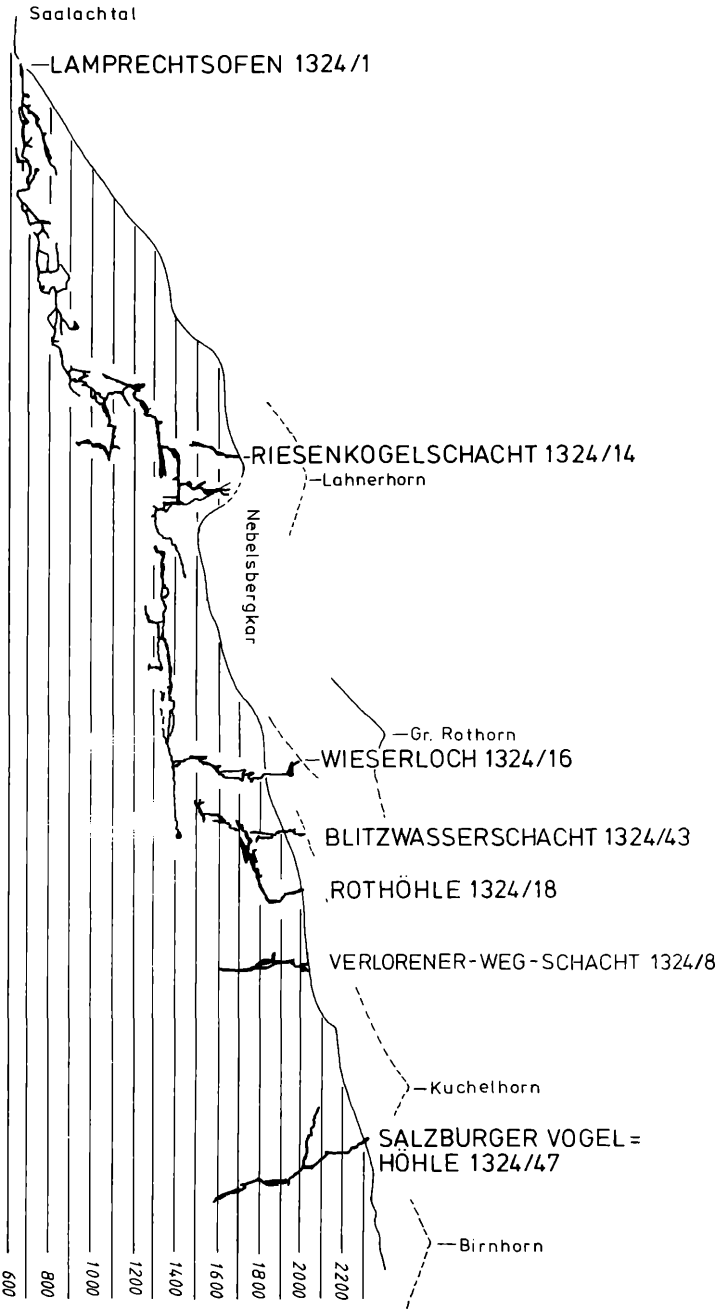 Saalachtal
LAMPRECHTSOFEN 1324/1
RIESENKOGELSCHACHT 1324/14
Lahnerhorn
Nebelsbergkar
Gr. Rothorn
WIESERLOCH 1324/16
BLITZWASSERSCHACHT 1324/43
ROTHÖHLE 1324/18
VERLORENER-WEG-SCHACHT 1324/8
Kuchelhorn
SALZBURGER VOGEL=
HÖHLE 1324/47
Birnhorn
600
800
1000
1200
1400
1600
1800
2000
2200